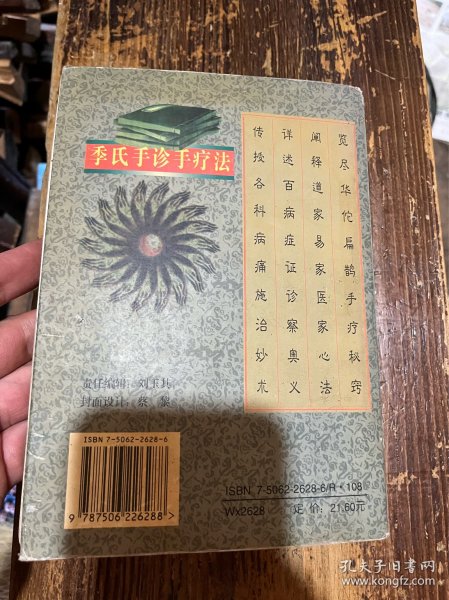 季氏手诊手疗法
览尽华佗扁鹊手疗秘窍
阐释道家易家医家心法
详述百病症证诊察奥义
传授各科病痛施治妙术
责任编辑：
封面设计：蔡 黎
ISBN 7-5062-2628-6
9 787506 226288 >
ISBN 7-5062-2628-6/R·108
Wx2628 定价：21.60元
孔夫子旧书网
www.kongfz.com